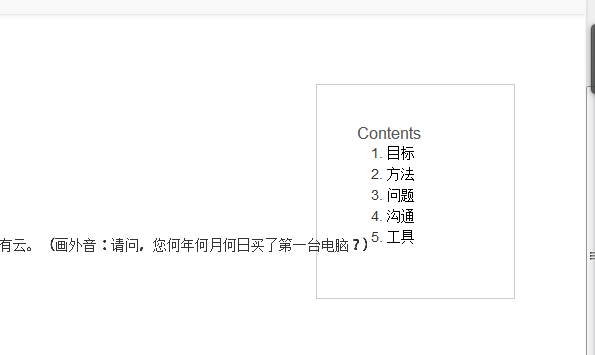 Contents
1. 目标
2. 方法
3. 问题
4. 沟通
5. 工具
有云。（画外音：请问，您何年何月何日买了第一台电脑？）